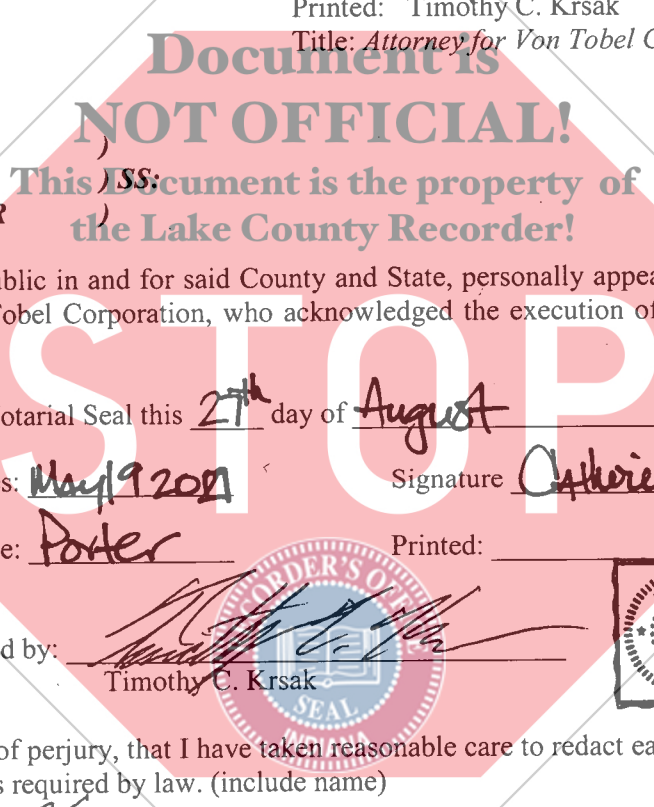 Printed: Timothy C. Krsak
Title: Attorney for Von Tobel C
Document is
NOT OFFICIAL!
)
) SS:
This Document is the property of
R )
the Lake County Recorder!
ublic in and for said County and State, personally appea
Tobel Corporation, who acknowledged the execution of
STOP
otarial Seal this 27th day of August
s: May 19
Signature
e: Porter
Printed:
RECORDER'S OFFICE
d by:
Timothy C. Krsak
SEAL
INDIANA
of perjury, that I have taken reasonable care to redact ea
s required by law. (include name)